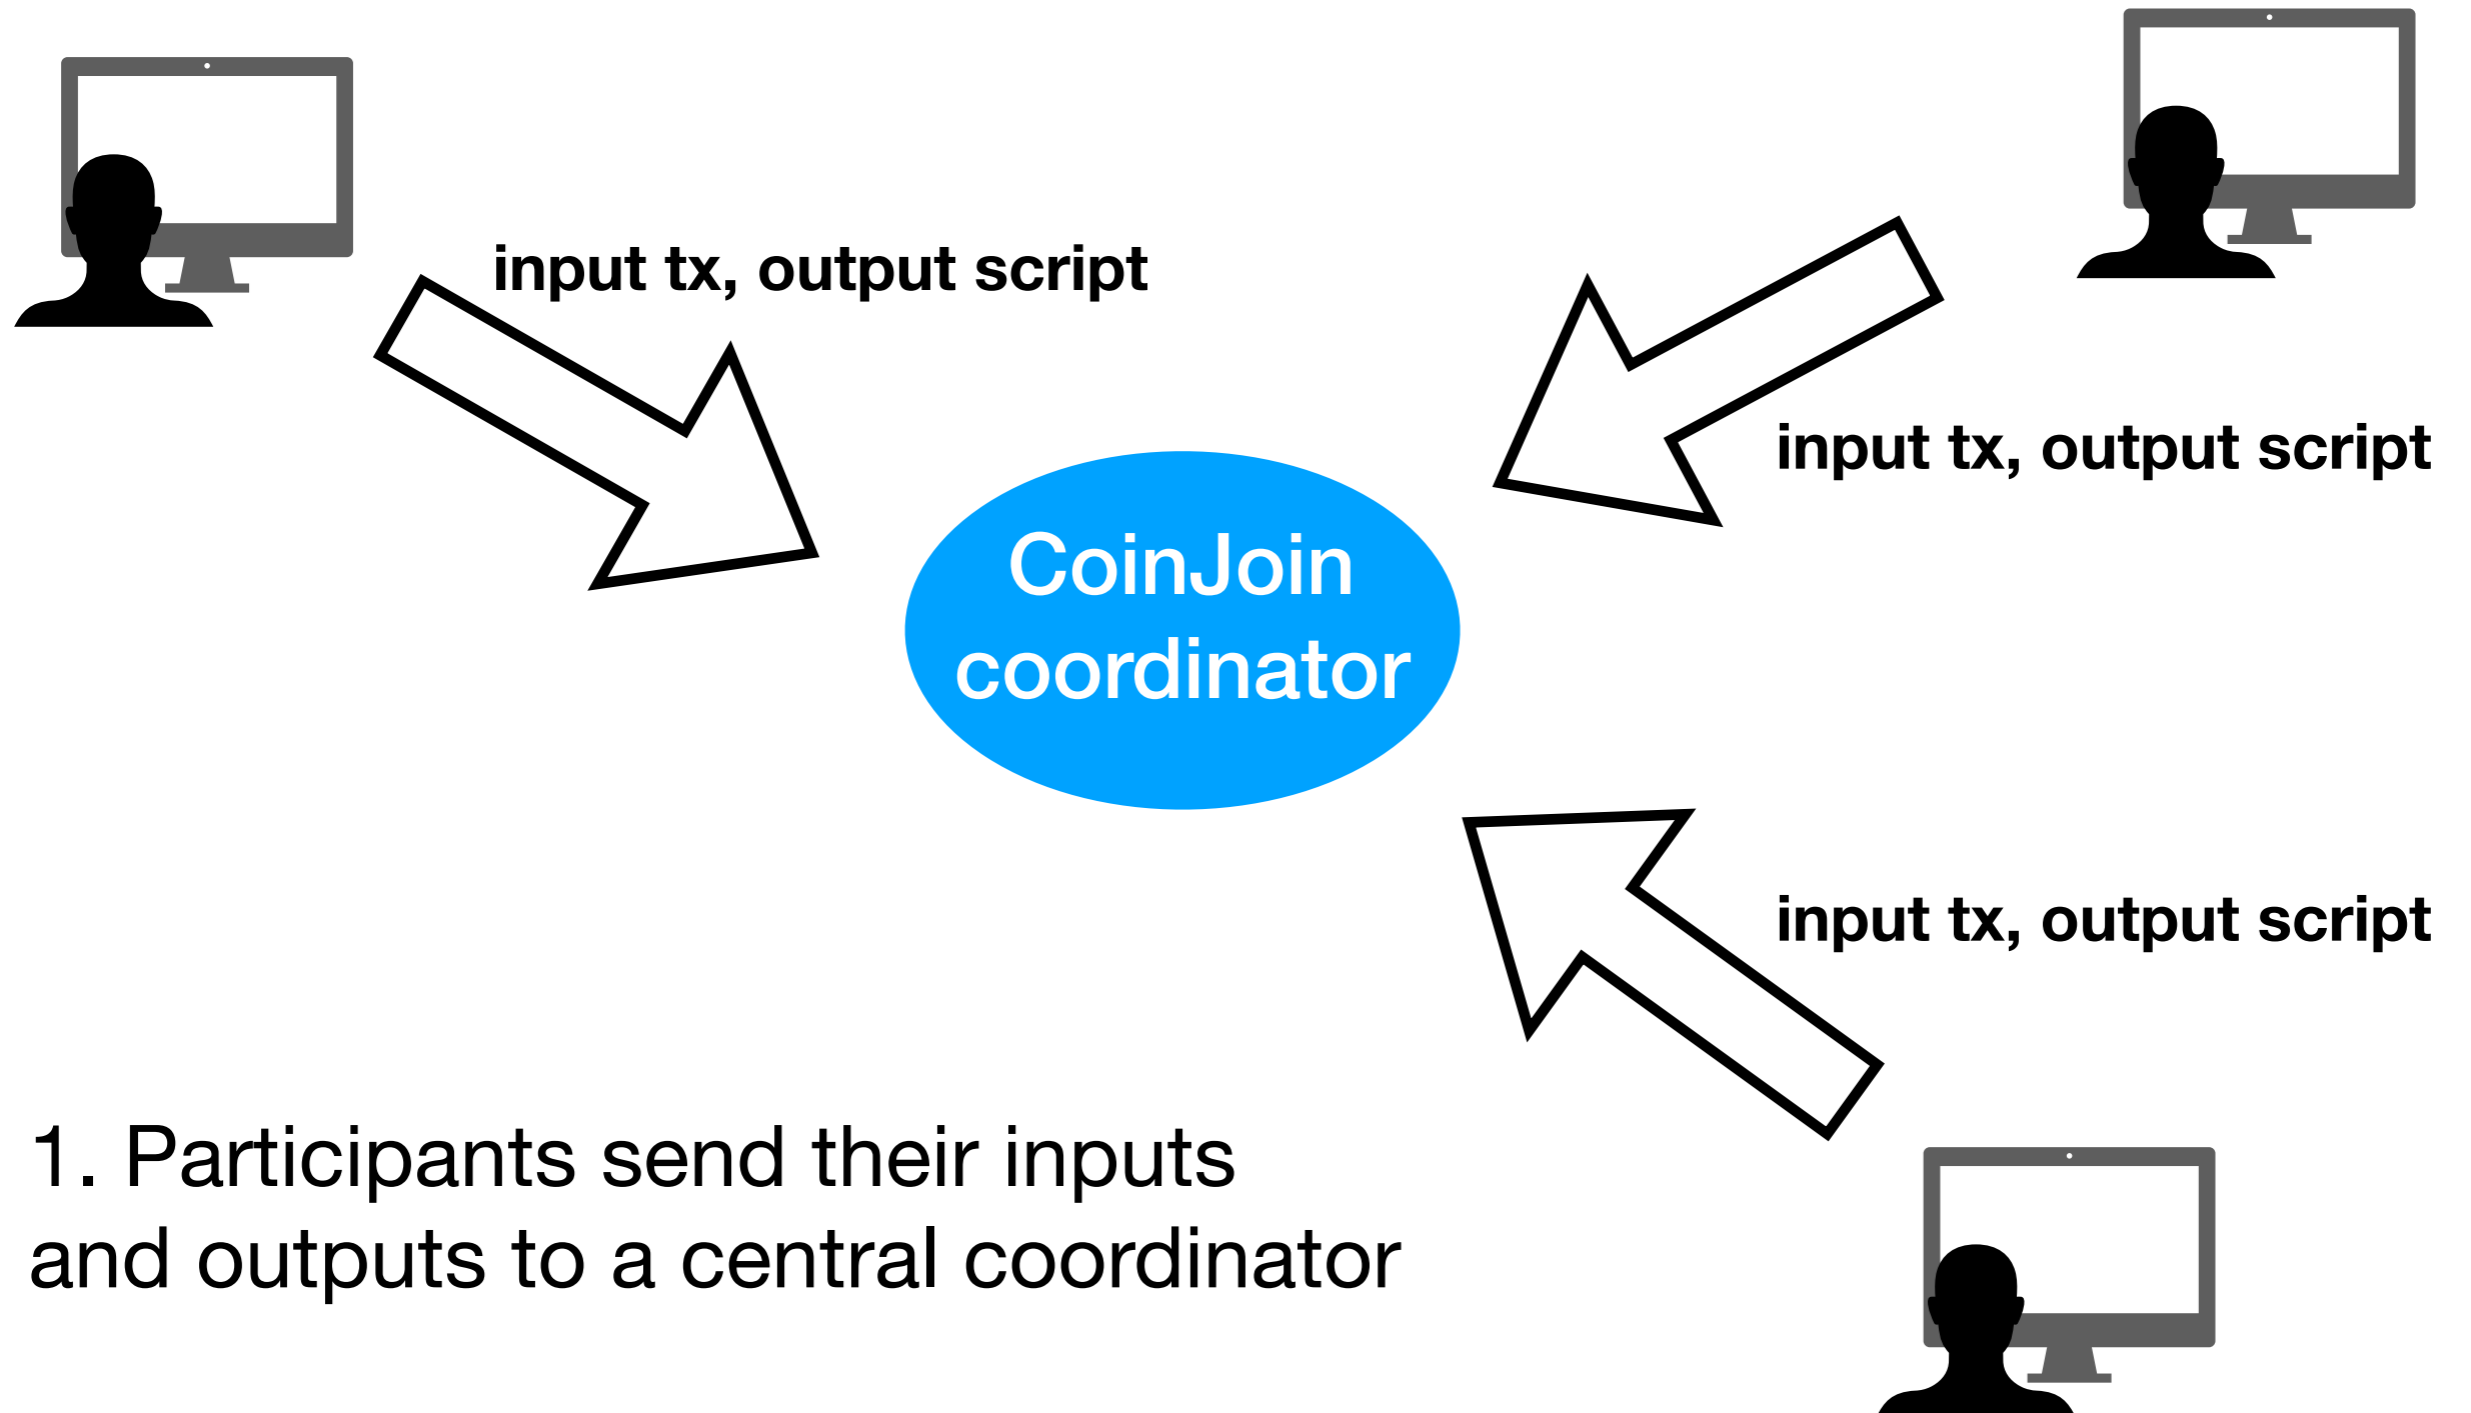 input tx, output script
input tx, output script
CoinJoin
coordinator
input tx, output script
1. Participants send their inputs
and outputs to a central coordinator